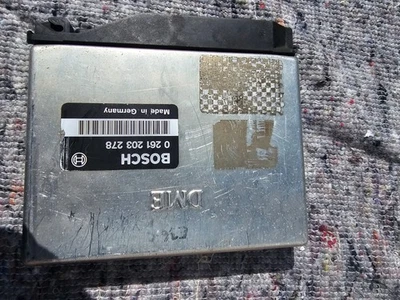 BOSCH
0 261 203 278
Made in Germany
DME